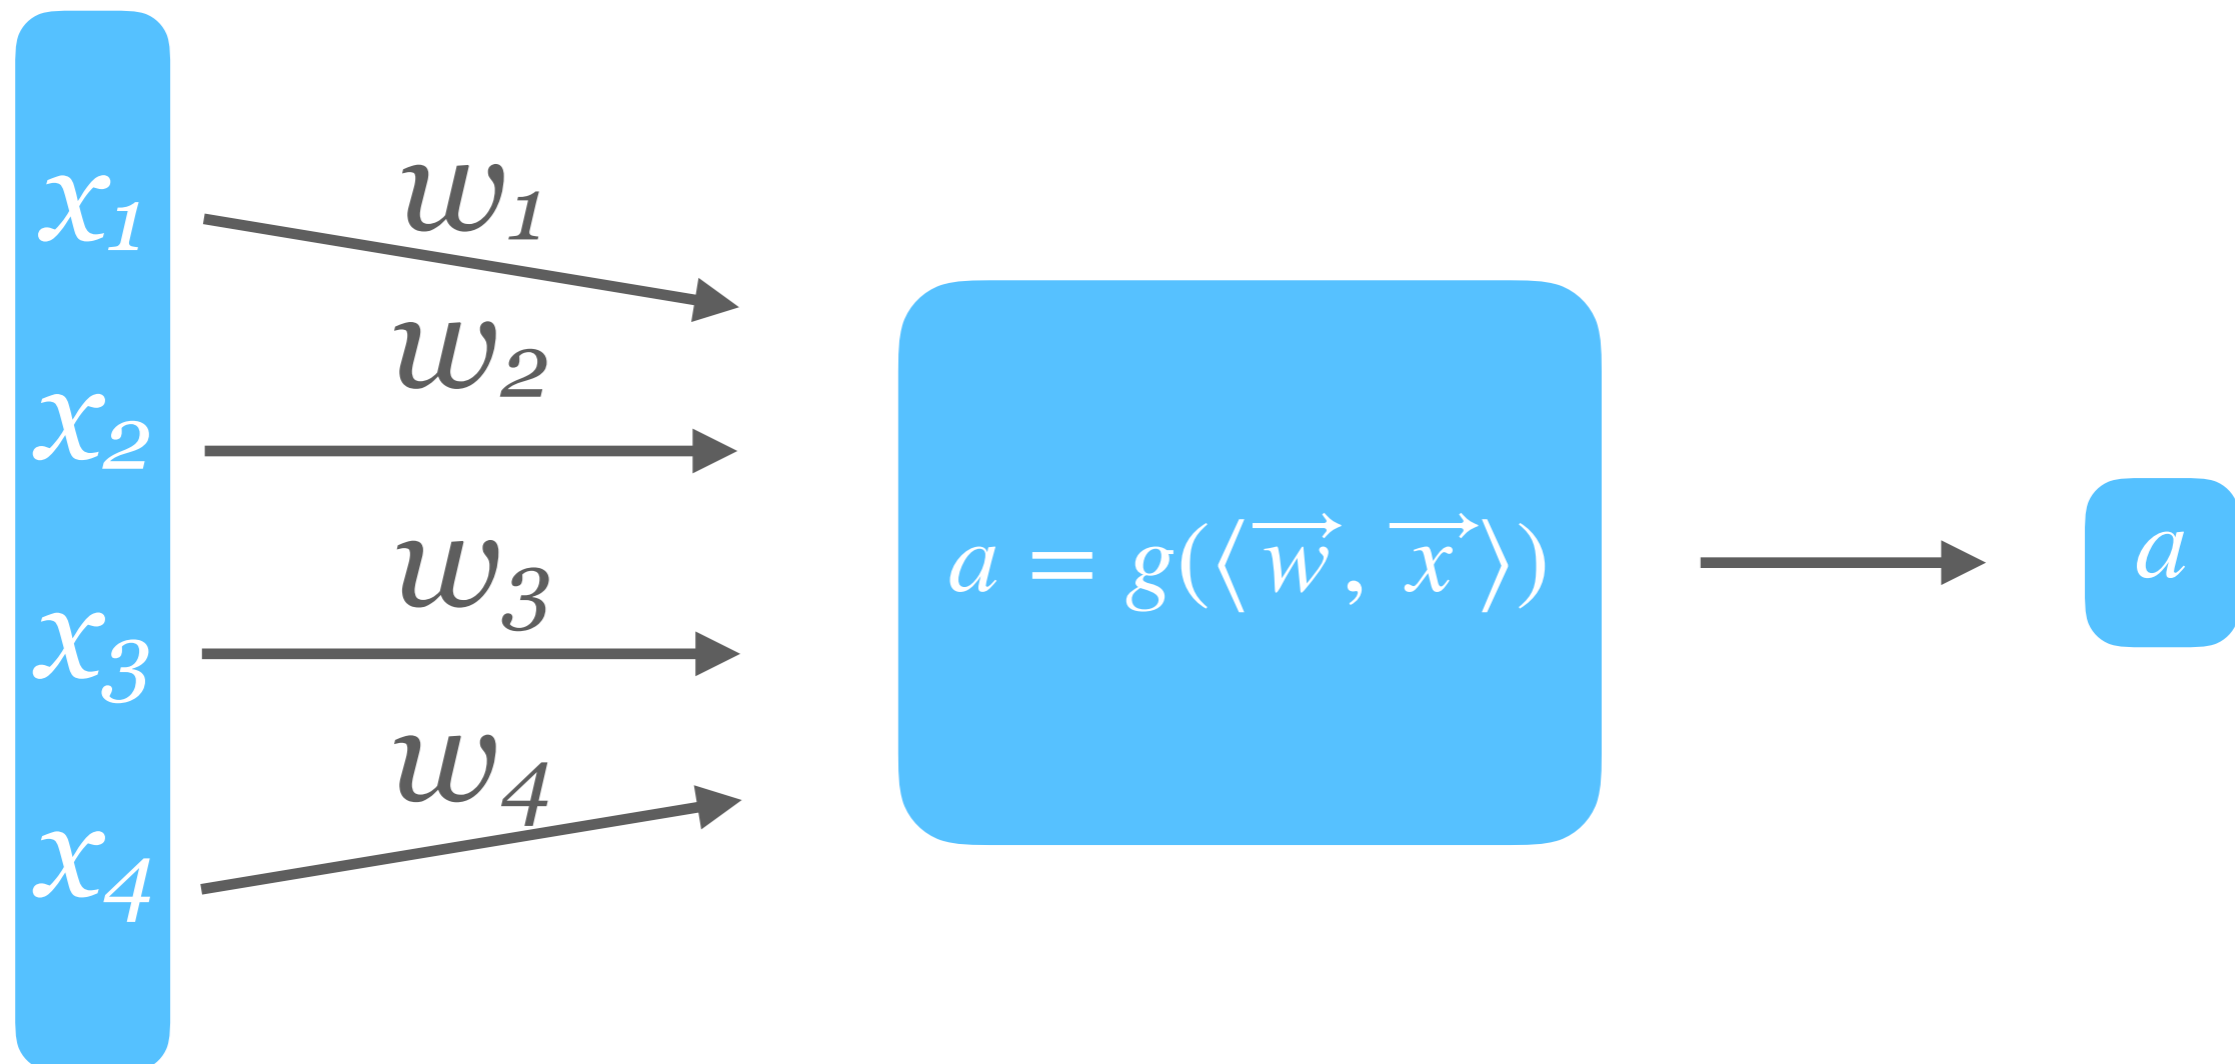 x₁
w₁
x₂
w₂
x₃
w₃
x₄
w₄
a = g(⟨w⃗, x⃗⟩)
a